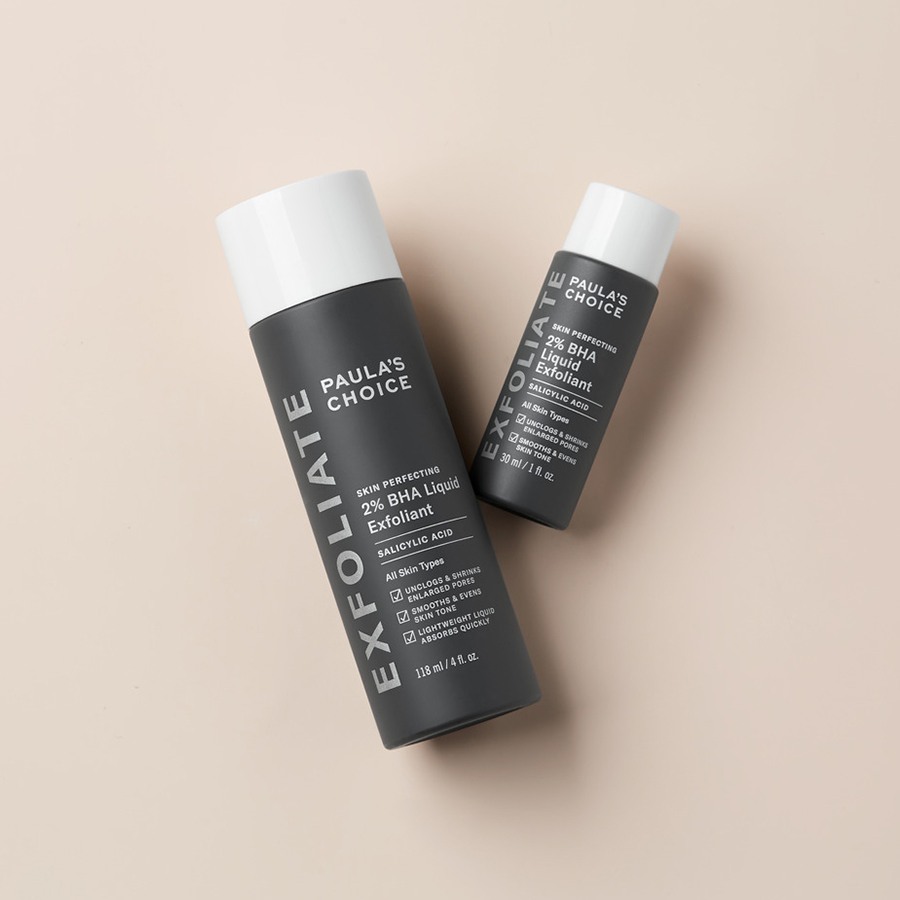 EXFOLIATE
PAULA'S
CHOICE
SKIN PERFECTING
2% BHA Liquid
Exfoliant
SALICYLIC ACID
All Skin Types
UNCLOGS & SHRINKS
ENLARGED PORES
SMOOTHS & EVENS
SKIN TONE
LIGHTWEIGHT LIQUID
ABSORBS QUICKLY
118 ml / 4 fl. oz.
EXFOLIATE
PAULA'S
CHOICE
SKIN PERFECTING
2% BHA
Liquid
Exfoliant
SALICYLIC ACID
All Skin Types
UNCLOGS & SHRINKS
ENLARGED PORES
SMOOTHS & EVENS
SKIN TONE
30 ml / 1 fl. oz.